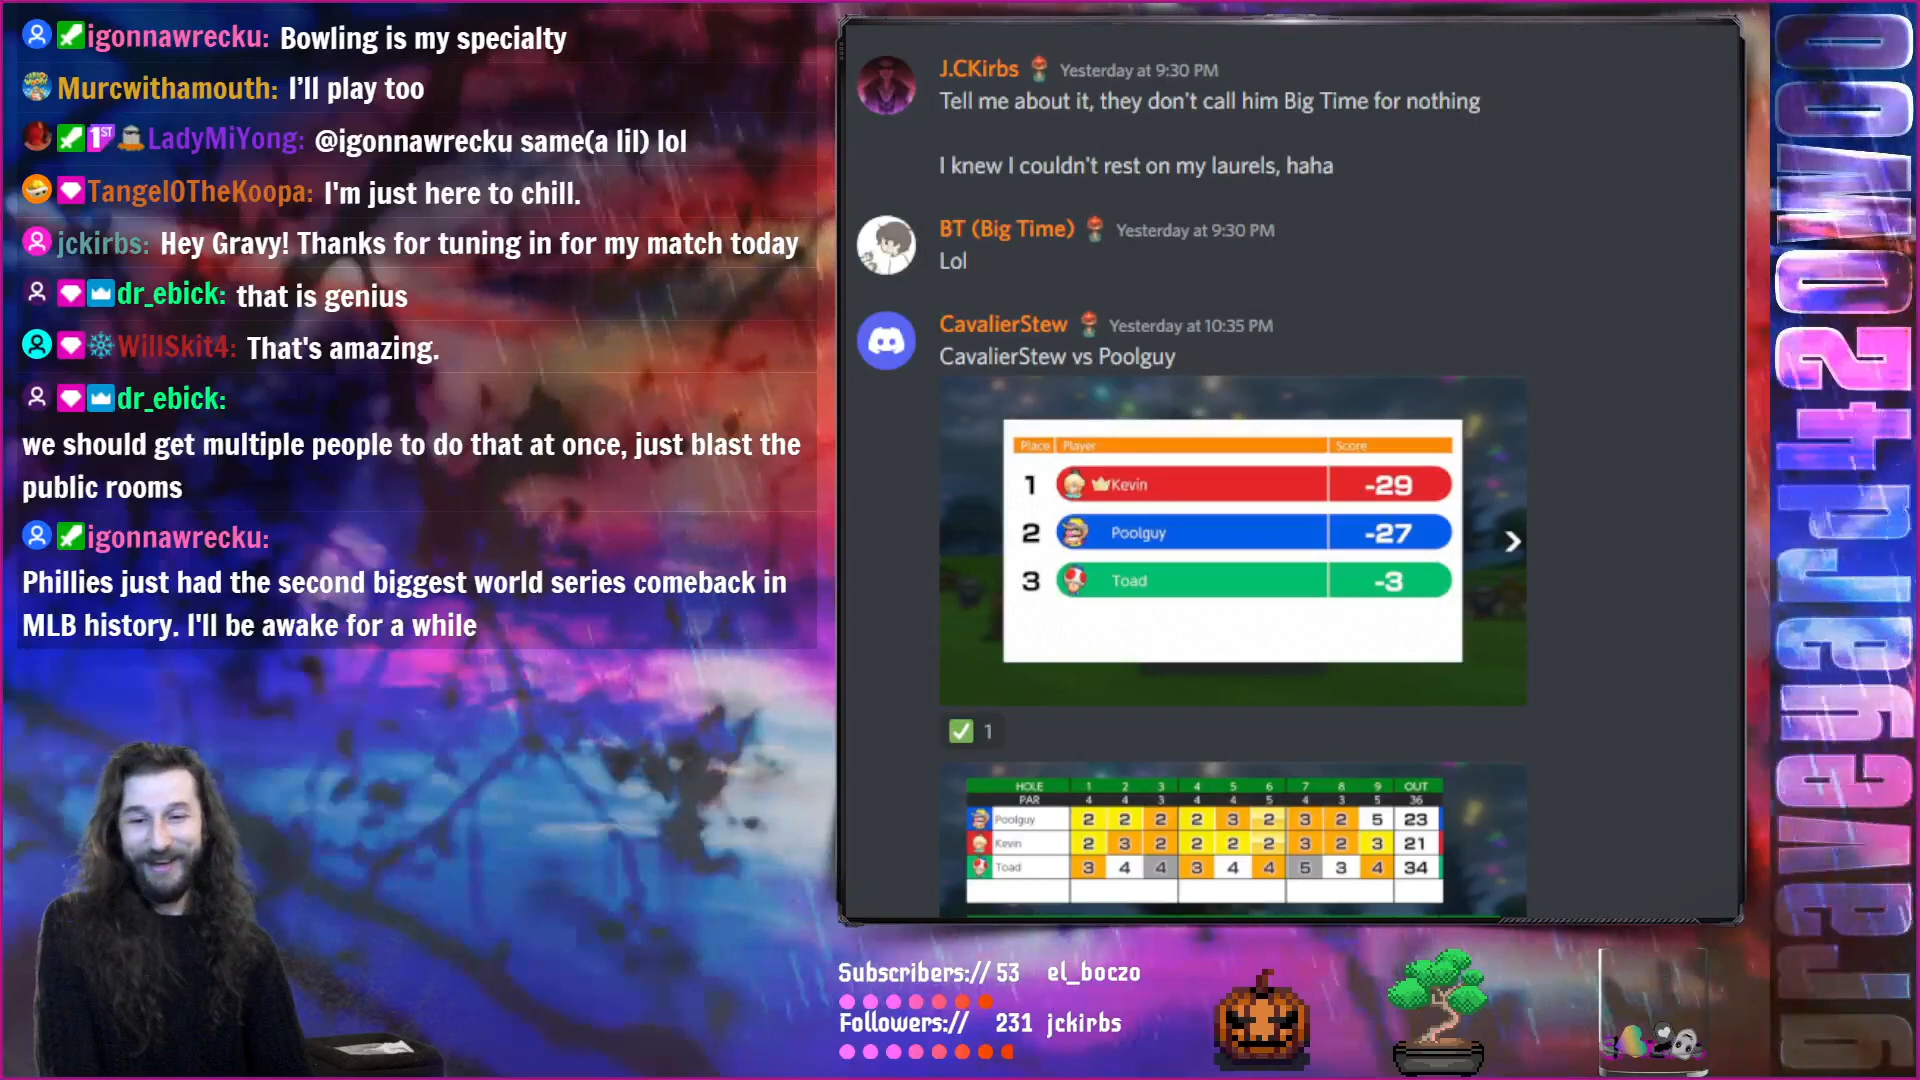 igonnawrecku: Bowling is my specialty
Murcwithamouth: I'll play too
1ST LadyMiYong: @igonnawrecku same(a lil) lol
TangelOTheKoopa: I'm just here to chill.
jckirbs: Hey Gravy! Thanks for tuning in for my match today
dr_ebick: that is genius
WillSkit4: That's amazing.
dr_ebick:
we should get multiple people to do that at once, just blast the
public rooms
igonnawrecku:
Phillies just had the second biggest world series comeback in
MLB history. I'll be awake for a while
J.CKirbs Yesterday at 9:30 PM
Tell me about it, they don't call him Big Time for nothing
I knew I couldn't rest on my laurels, haha
BT (Big Time) Yesterday at 9:30 PM
Lol
CavalierStew Yesterday at 10:35 PM
CavalierStew vs Poolguy
Place Player Score
1 Kevin -29
2 Poolguy -27
3 Toad -3
1
HOLE 1 2 3 4 5 6 7 8 9 OUT
PAR 4 4 3 4 4 5 4 3 5 36
Poolguy 2 2 2 2 3 2 3 2 5 23
Kevin 2 3 2 2 2 2 3 2 3 21
Toad 3 4 4 3 4 4 5 3 4 34
Subscribers:// 53 el_boczo
Followers:// 231 jckirbs